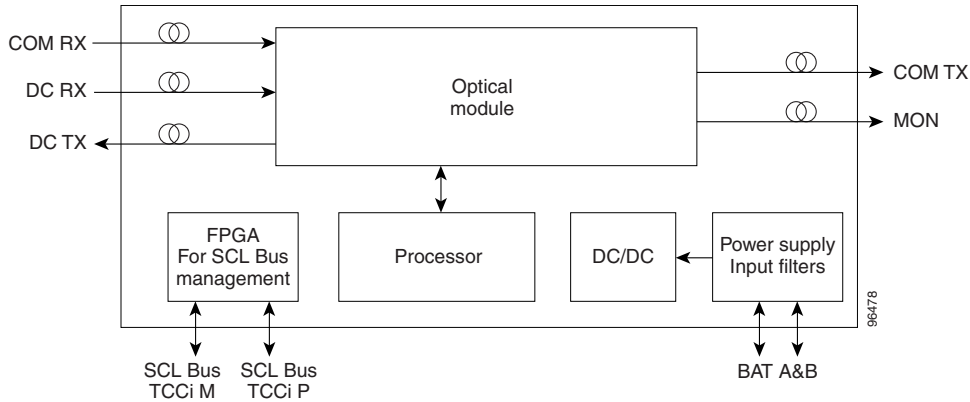 COM RX
DC RX
DC TX
Optical
module
COM TX
MON
FPGA
For SCL Bus
management
Processor
DC/DC
Power supply
Input filters
96478
SCL Bus
TCCi M
SCL Bus
TCCi P
BAT A&B